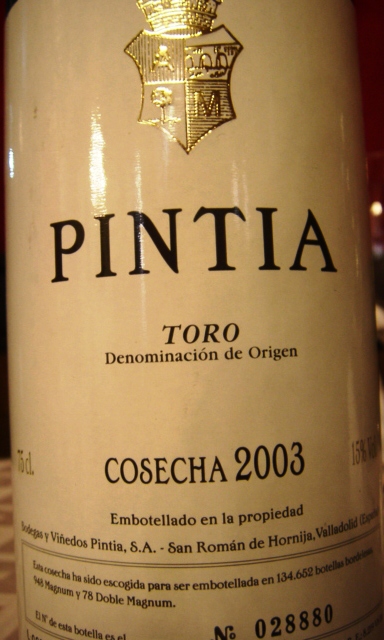 A
M
PINTIA
TORO
Denominación de Origen
75 cl.
15% Vol
COSECHA 2003
Embotellado en la propiedad
Bodegas y Viñedos Pintia, S.A. - San Román de Hornija, Valladolid
Esta cosecha ha sido escogida para ser embotellada en 134.652 botellas bordelesas,
948 Magnum y 78 Doble Magnum.
El Nº de esta botella es el Nº 028880